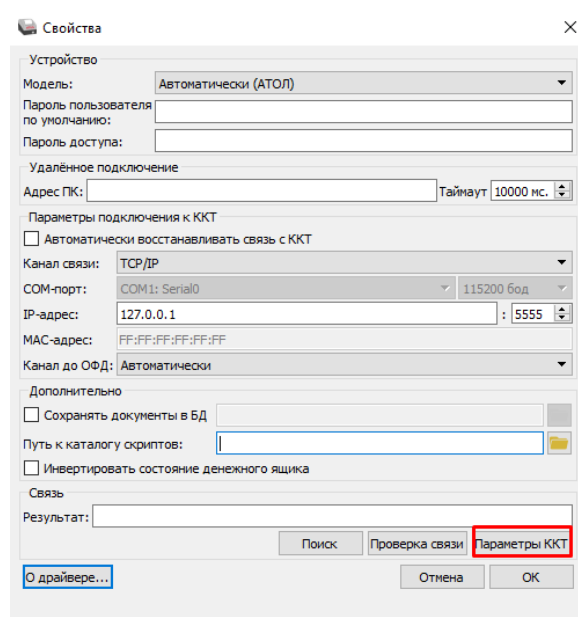 Свойства
Устройство
Модель: Автоматически (АТОЛ)
Пароль пользователя
по умолчанию:
Пароль доступа:
Удалённое подключение
Адрес ПК: Таймаут 10000 мс.
Параметры подключения к ККТ
Автоматически восстанавливать связь с ККТ
Канал связи: TCP/IP
COM-порт: COM1: Serial0 115200 бод
IP-адрес: 127.0.0.1 : 5555
MAC-адрес: FF:FF:FF:FF:FF:FF
Канал до ОФД: Автоматически
Дополнительно
Сохранять документы в БД
Путь к каталогу скриптов:
Инвертировать состояние денежного ящика
Связь
Результат:
Поиск Проверка связи Параметры ККТ
О драйвере... Отмена ОК